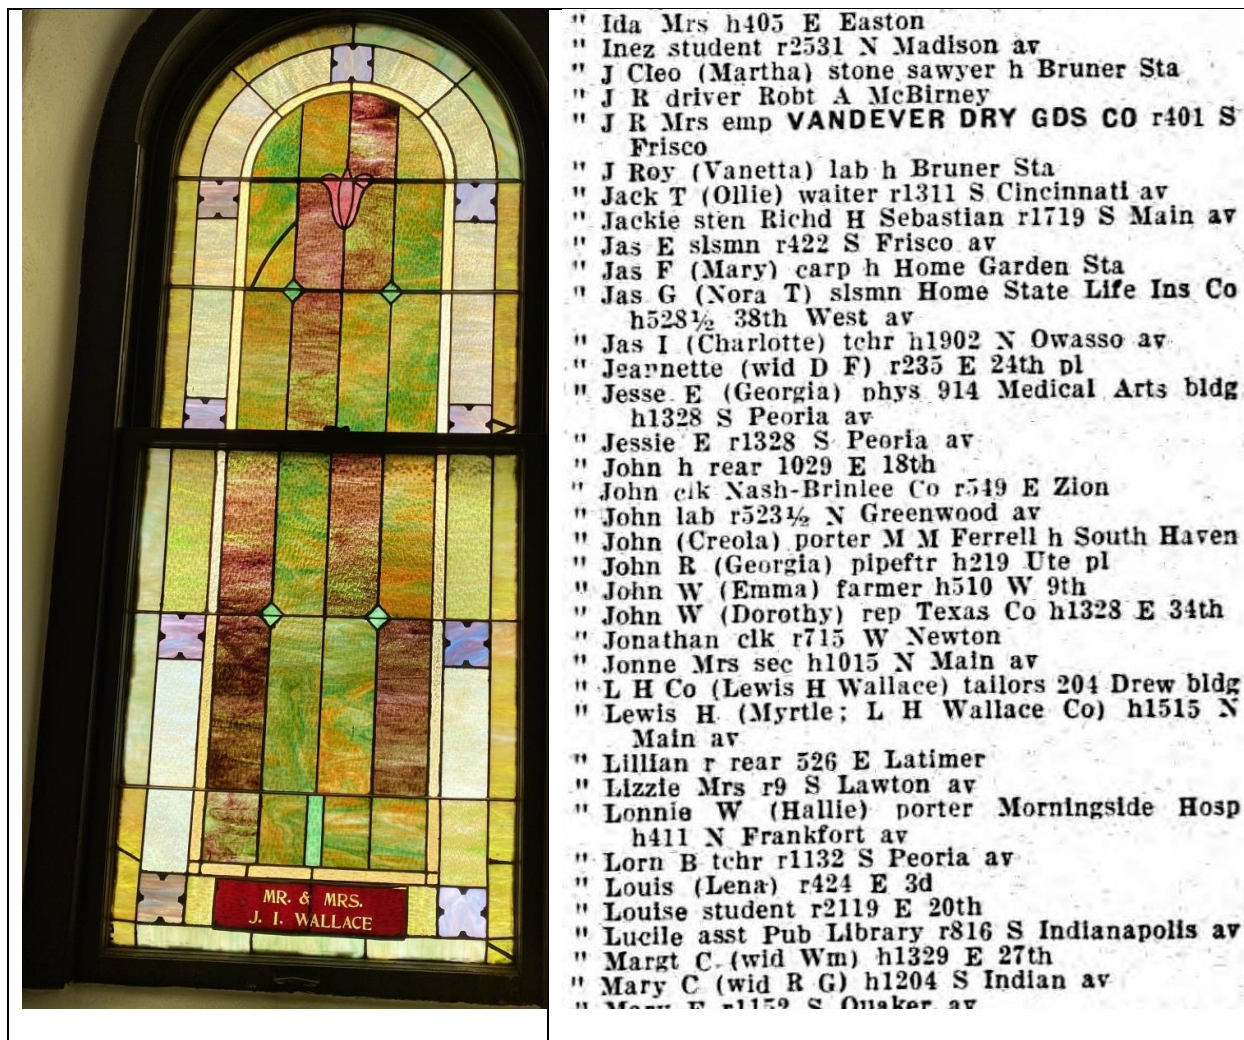 MR. & MRS.
J. I. WALLACE
" Ida Mrs h405 E Easton
" Inez student r2531 N Madison av
" J Cleo (Martha) stone sawyer h Bruner Sta
" J R driver Robt A McBirney
" J R Mrs emp VANDEVER DRY GDS CO r401 S
Frisco
" J Roy (Vanetta) lab h Bruner Sta
" Jack T (Ollie) waiter r1311 S Cincinnati av
" Jackie sten Richd H Sebastian r1719 S Main av
" Jas E slsmn r422 S Frisco av
" Jas F (Mary) carp h Home Garden Sta
" Jas G (Nora T) slsmn Home State Life Ins Co
h528½ 38th West av
" Jas I (Charlotte) tchr h1902 N Owasso av
" Jeannette (wid D F) r235 E 24th pl
" Jesse E (Georgia) phys 914 Medical Arts bldg
h1328 S Peoria av
" Jessie E r1328 S Peoria av
" John h rear 1029 E 18th
" John clk Nash-Brinlee Co r549 E Zion
" John lab r523½ N Greenwood av
" John (Creola) porter M M Ferrell h South Haven
" John R (Georgia) pipeftr h219 Ute pl
" John W (Emma) farmer h510 W 9th
" John W (Dorothy) rep Texas Co h1328 E 34th
" Jonathan clk r715 W Newton
" Jonne Mrs sec h1015 N Main av
" L H Co (Lewis H Wallace) tailors 204 Drew bldg
" Lewis H (Myrtle; L H Wallace Co) h1515 N
Main av
" Lillian r rear 526 E Latimer
" Lizzie Mrs r9 S Lawton av
" Lonnie W (Hallie) porter Morningside Hosp
h411 N Frankfort av
" Lorn B tchr r1132 S Peoria av
" Louis (Lena) r424 E 3d
" Louise student r2119 E 20th
" Lucile asst Pub Library r816 S Indianapolis av
" Margt C (wid Wm) h1329 E 27th
" Mary C (wid R G) h1204 S Indian av
" Mary E r1152 S Quaker av